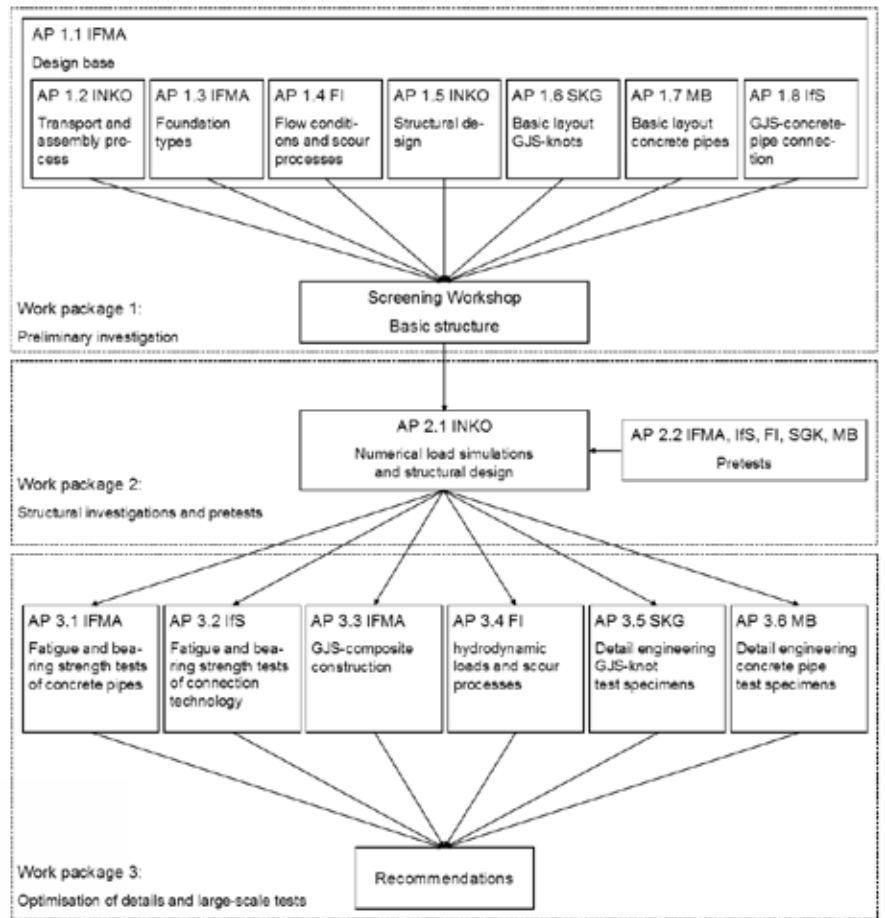 AP 1.1 IFMA
Design base
AP 1.2 INKO
Transport and
assembly pro-
cess
AP 1.3 IFMA
Foundation
types
AP 1.4 FI
Flow condi-
tions and scour
processes
AP 1.5 INKO
Structural de-
sign
AP 1.6 SKG
Basic layout
GJS-knots
AP 1.7 MB
Basic layout
concrete pipes
AP 1.8 IfS
GJS-concrete-
pipe connec-
tion
Screening Workshop
Basic structure
Work package 1:
Preliminary investigation
AP 2.1 INKO
Numerical load simulations
and structural design
AP 2.2 IFMA, IfS, FI, SGK, MB
Pretests
Work package 2:
Structural investigations and pretests
AP 3.1 IFMA
Fatigue and bea-
ring strength tests
of concrete pipes
AP 3.2 IfS
Fatigue and bea-
ring strength tests
of connection
technology
AP 3.3 IFMA
GJS-composite
construction
AP 3.4 FI
hydrodynamic
loads and scour
processes
AP 3.5 SKG
Detail engineering
GJS-knot
test specimens
AP 3.6 MB
Detail engineering
concrete pipe
test specimens
Recommendations
Work package 3:
Optimisation of details and large-scale tests